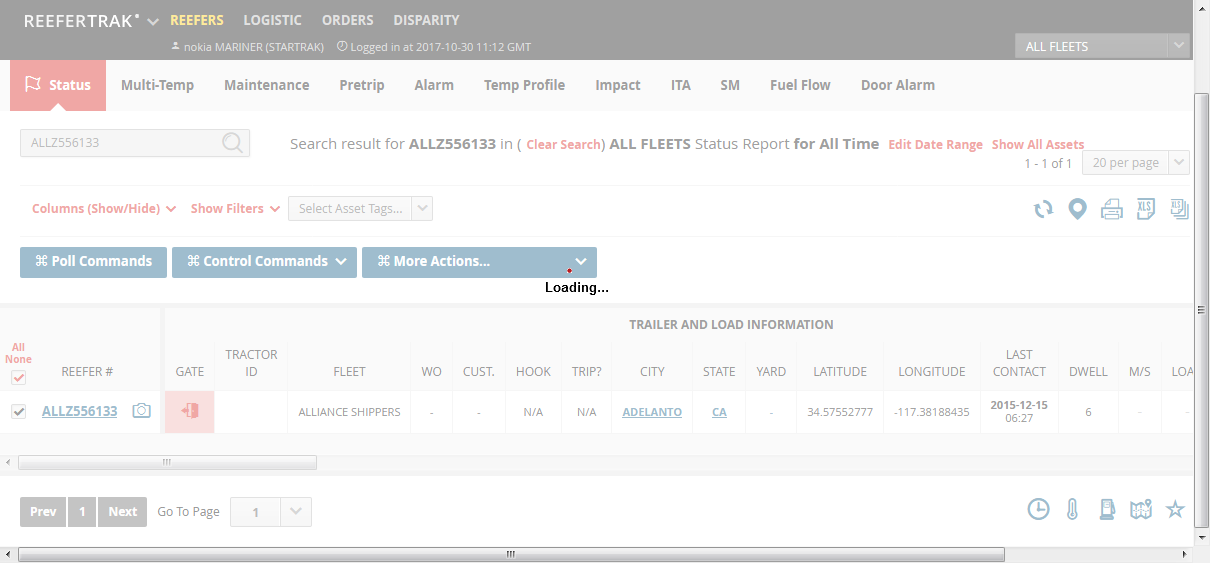 REEFERTRAK® REEFERS LOGISTIC ORDERS DISPARITY
nokia MARINER (STARTRAK) Logged in at 2017-10-30 11:12 GMT
ALL FLEETS
Status Multi-Temp Maintenance Pretrip Alarm Temp Profile Impact ITA SM Fuel Flow Door Alarm
ALLZ556133
Search result for ALLZ556133 in ( Clear Search) ALL FLEETS Status Report for All Time Edit Date Range Show All Assets
1 - 1 of 1 20 per page
Columns (Show/Hide) Show Filters Select Asset Tags...
XLS XLS
⌘ Poll Commands ⌘ Control Commands ⌘ More Actions...
Loading...
TRAILER AND LOAD INFORMATION
All
None
REEFER # GATE TRACTOR ID FLEET WO CUST. HOOK TRIP? CITY STATE YARD LATITUDE LONGITUDE LAST CONTACT DWELL M/S LOA
ALLZ556133 ALLIANCE SHIPPERS - - N/A N/A ADELANTO CA - 34.57552777 -117.38188435 2015-12-15 06:27 6 - -
Prev 1 Next Go To Page 1